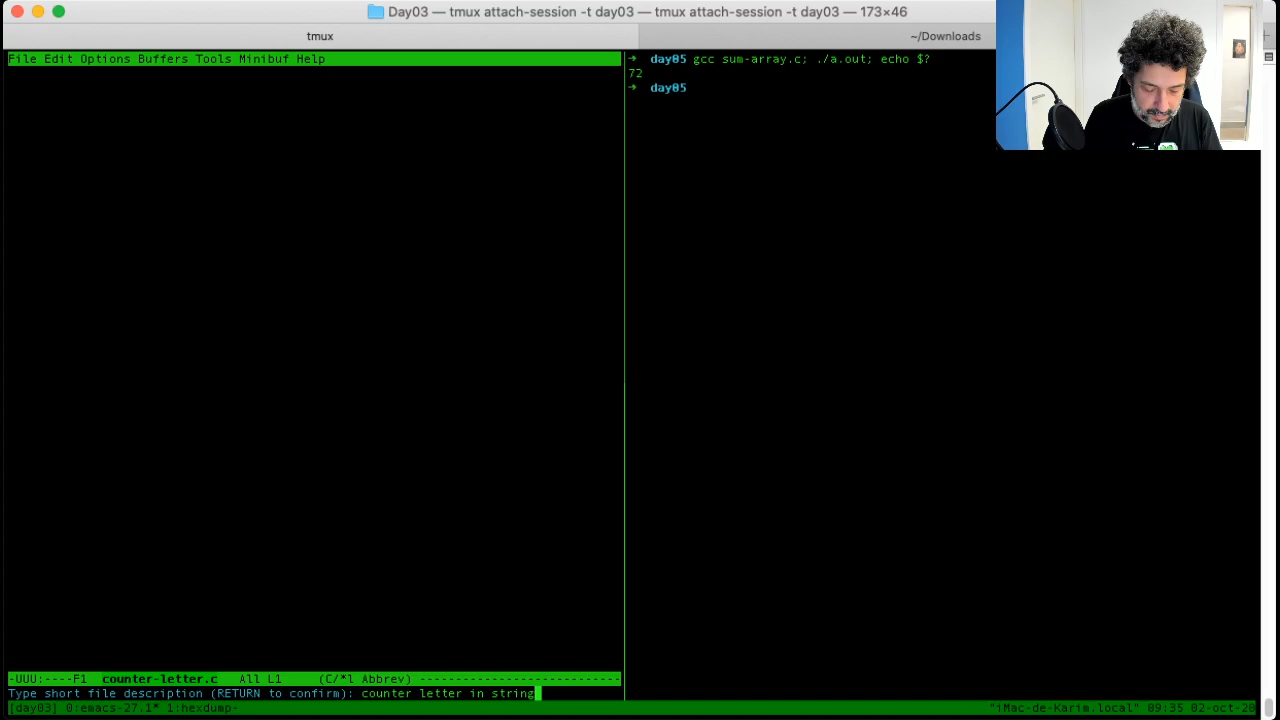 Day03 — tmux attach-session -t day03 — tmux attach-session -t day03 — 173×46
tmux
~/Downloads
File Edit Options Buffers Tools Minibuf Help
➜ day05 gcc sum-array.c; ./a.out; echo $?
72
➜ day05
-UUU:----F1 counter-letter.c All L1 (C/*l Abbrev) ----------------------------
Type short file description (RETURN to confirm): counter letter in string
[day03] 0:emacs-27.1* 1:hexdump- "iMac-de-Karim.local" 09:35 02-oct-20